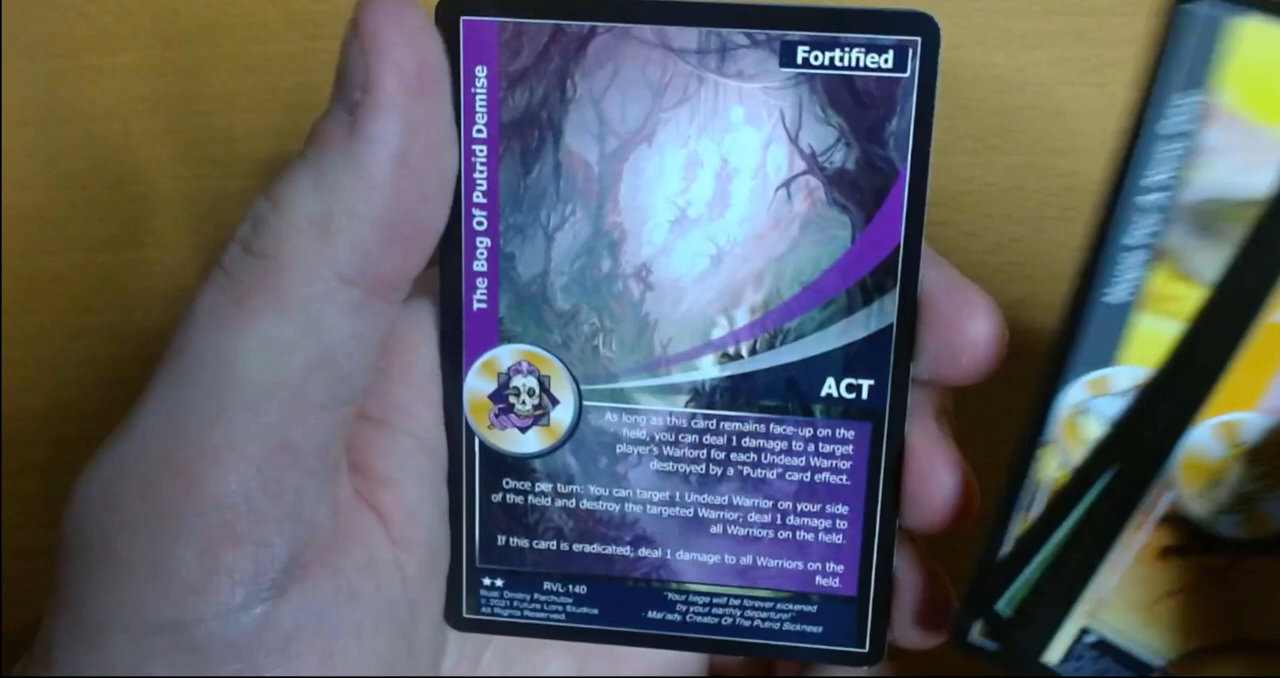 Fortified
The Bog Of Putrid Demise
ACT
As long as this card remains face-up on the
field, you can deal 1 damage to a target
player's Warlord for each Undead Warrior
destroyed by a "Putrid" card effect.
Once per turn: You can target 1 Undead Warrior on your side
of the field and destroy the targeted Warrior; deal 1 damage to
all Warriors on the field.
If this card is eradicated; deal 1 damage to all Warriors on the
field.
RVL-140
Illust: Dmitriy Parchutov
© 2021 Future Lore Studios
All Rights Reserved.
"Your liege will be forever sickened
by your earthly departure!"
- Mal'ady, Creator Of The Putrid Sickness